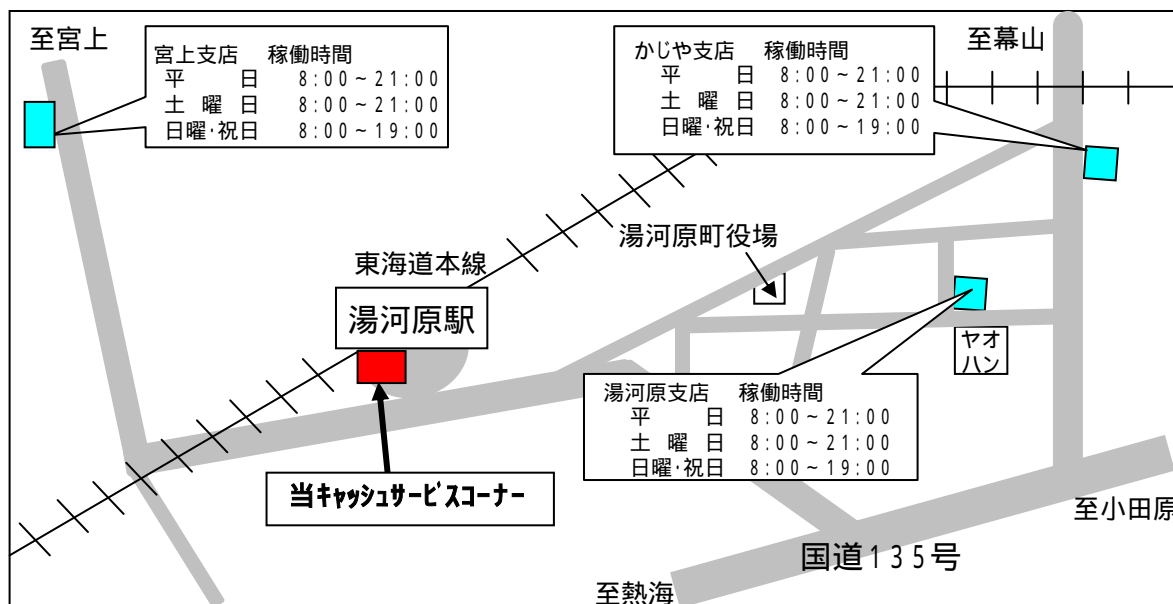 至宮上
宮上支店 稼働時間
平 日 8:00~21:00
土 曜 日 8:00~21:00
日曜・祝日 8:00~19:00
かじや支店 稼働時間
平 日 8:00~21:00
土 曜 日 8:00~21:00
日曜・祝日 8:00~19:00
至幕山
湯河原町役場
東海道本線
湯河原駅
ヤオ
ハン
湯河原支店 稼働時間
平 日 8:00~21:00
土 曜 日 8:00~21:00
日曜・祝日 8:00~19:00
当ｷｬｯｼｭｻｰﾋﾞｽｺｰﾅｰ
至小田原
国道135号
至熱海